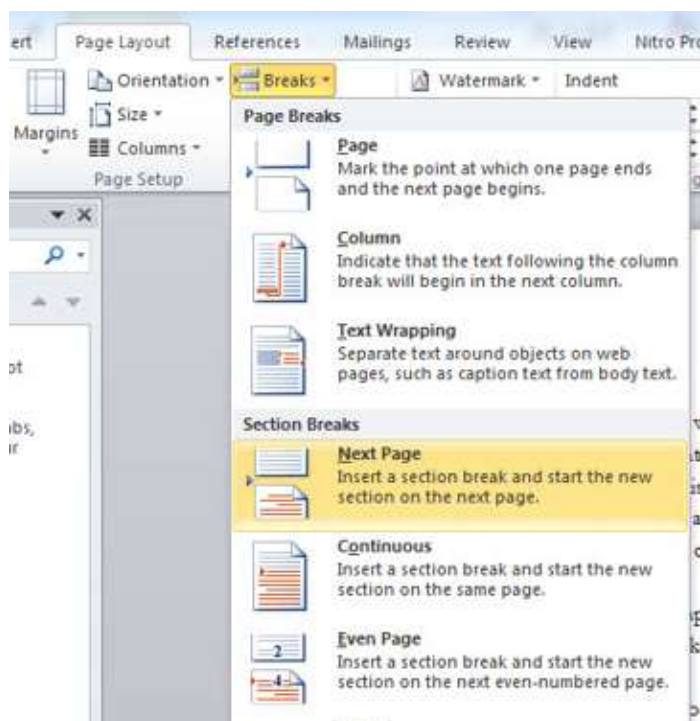 ert Page Layout References Mailings Review View Nitro Pro
Orientation Breaks Watermark Indent
Size
Margins
Columns
Page Setup
Page Breaks
Page
Mark the point at which one page ends
and the next page begins.
Column
Indicate that the text following the column
break will begin in the next column.
Text Wrapping
Separate text around objects on web
pages, such as caption text from body text.
Section Breaks
Next Page
Insert a section break and start the new
section on the next page.
Continuous
Insert a section break and start the new
section on the same page.
Even Page
2
4
Insert a section break and start the new
section on the next even-numbered page.
ot
abs,
ur